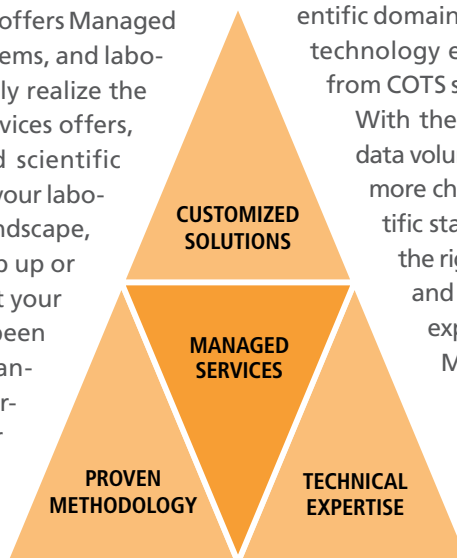 offers Managed
ems, and labo-
ly realize the
vices offers,
d scientific
your labo-
ndscape,
p up or
t your
been
an-
r-
entific domain
technology e
from COTS s
With the
data volu
more ch
tific sta
the rig
and
exp
M
CUSTOMIZED
SOLUTIONS
MANAGED
SERVICES
PROVEN
METHODOLOGY
TECHNICAL
EXPERTISE